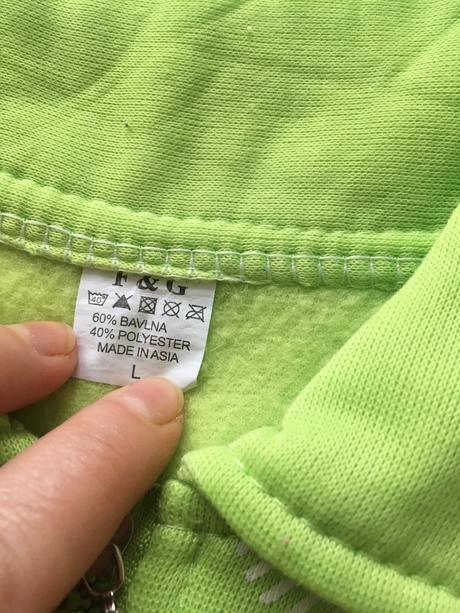 F & G
40
60% BAVLNA
40% POLYESTER
MADE IN ASIA
L